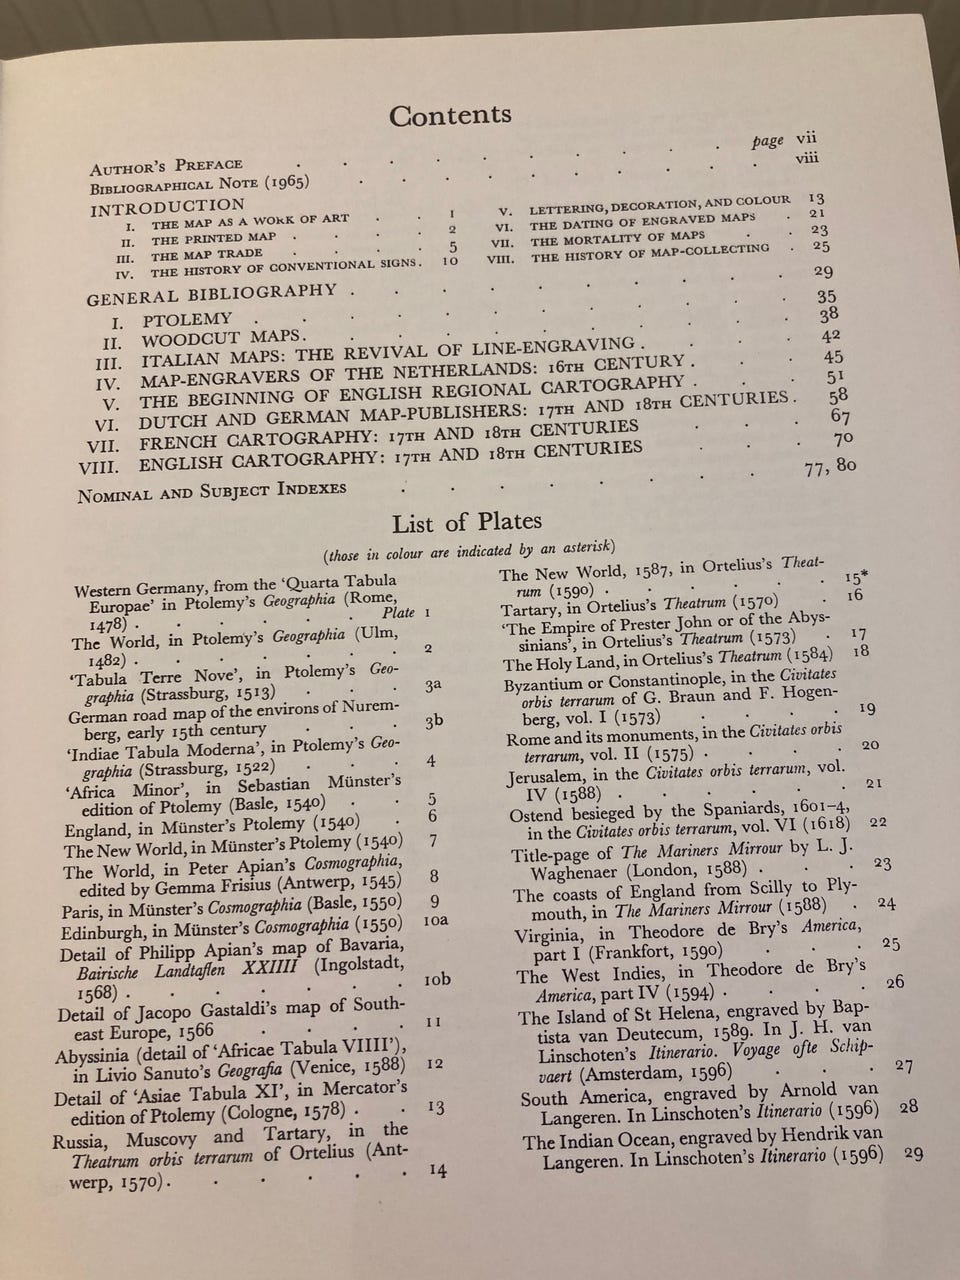 Contents
page vii
AUTHOR'S PREFACE . . . . . . . .
BIBLIOGRAPHICAL NOTE (1965) . . . . . . . viii
INTRODUCTION
I. THE MAP AS A WORK OF ART . . 1
II. THE PRINTED MAP . . . . 2
III. THE MAP TRADE . . . . 5
IV. THE HISTORY OF CONVENTIONAL SIGNS . 10
V. LETTERING, DECORATION, AND COLOUR 13
VI. THE DATING OF ENGRAVED MAPS . 21
VII. THE MORTALITY OF MAPS . . 23
VIII. THE HISTORY OF MAP-COLLECTING . 25
GENERAL BIBLIOGRAPHY . . . . . . . 29
I. PTOLEMY . . . . . . . . 35
II. WOODCUT MAPS . . . . . . . 38
III. ITALIAN MAPS: THE REVIVAL OF LINE-ENGRAVING . . . 42
IV. MAP-ENGRAVERS OF THE NETHERLANDS: 16TH CENTURY . . . 45
V. THE BEGINNING OF ENGLISH REGIONAL CARTOGRAPHY . . . 51
VI. DUTCH AND GERMAN MAP-PUBLISHERS: 17TH AND 18TH CENTURIES . 58
VII. FRENCH CARTOGRAPHY: 17TH AND 18TH CENTURIES . . . 67
VIII. ENGLISH CARTOGRAPHY: 17TH AND 18TH CENTURIES . . . 70
NOMINAL AND SUBJECT INDEXES . . . . . . . 77, 80
List of Plates
(those in colour are indicated by an asterisk)
Western Germany, from the 'Quarta Tabula
Europae' in Ptolemy's Geographia (Rome,
1478) . . . . . . Plate 1
The World, in Ptolemy's Geographia (Ulm,
1482) . . . . . . 2
'Tabula Terre Nove', in Ptolemy's Geo-
graphia (Strassburg, 1513) . . . 3a
German road map of the environs of Nurem-
berg, early 15th century . . 3b
'Indiae Tabula Moderna', in Ptolemy's Geo-
graphia (Strassburg, 1522) . . . 4
'Africa Minor', in Sebastian Münster's
edition of Ptolemy (Basle, 1540) . . 5
England, in Münster's Ptolemy (1540) . 6
The New World, in Münster's Ptolemy (1540) 7
The World, in Peter Apian's Cosmographia,
edited by Gemma Frisius (Antwerp, 1545) 8
Paris, in Münster's Cosmographia (Basle, 1550) 9
Edinburgh, in Münster's Cosmographia (1550) 10a
Detail of Philipp Apian's map of Bavaria,
Bairische Landtaflen XXIIII (Ingolstadt,
1568) . . . . . . 10b
Detail of Jacopo Gastaldi's map of South-
east Europe, 1566 . . . . 11
Abyssinia (detail of 'Africae Tabula VIIII'),
in Livio Sanuto's Geografia (Venice, 1588) 12
Detail of 'Asiae Tabula XI', in Mercator's
edition of Ptolemy (Cologne, 1578) . . 13
Russia, Muscovy and Tartary, in the
Theatrum orbis terrarum of Ortelius (Ant-
werp, 1570) . . . . . . 14
The New World, 1587, in Ortelius's Theat-
rum (1590) . . . . . 15*
Tartary, in Ortelius's Theatrum (1570) . 16
'The Empire of Prester John or of the Abys-
sinians', in Ortelius's Theatrum (1573) . 17
The Holy Land, in Ortelius's Theatrum (1584) 18
Byzantium or Constantinople, in the Civitates
orbis terrarum of G. Braun and F. Hogen-
berg, vol. I (1573) . . . . 19
Rome and its monuments, in the Civitates orbis
terrarum, vol. II (1575) . . . . 20
Jerusalem, in the Civitates orbis terrarum, vol.
IV (1588) . . . . . . 21
Ostend besieged by the Spaniards, 1601-4,
in the Civitates orbis terrarum, vol. VI (1618) 22
Title-page of The Mariners Mirrour by L. J.
Waghenaer (London, 1588) . . . 23
The coasts of England from Scilly to Ply-
mouth, in The Mariners Mirrour (1588) . 24
Virginia, in Theodore de Bry's America,
part I (Frankfort, 1590) . . . 25
The West Indies, in Theodore de Bry's
America, part IV (1594) . . . . 26
The Island of St Helena, engraved by Bap-
tista van Deutecum, 1589. In J. H. van
Linschoten's Itinerario. Voyage ofte Schip-
vaert (Amsterdam, 1596) . . . 27
South America, engraved by Arnold van
Langeren. In Linschoten's Itinerario (1596) 28
The Indian Ocean, engraved by Hendrik van
Langeren. In Linschoten's Itinerario (1596) 29